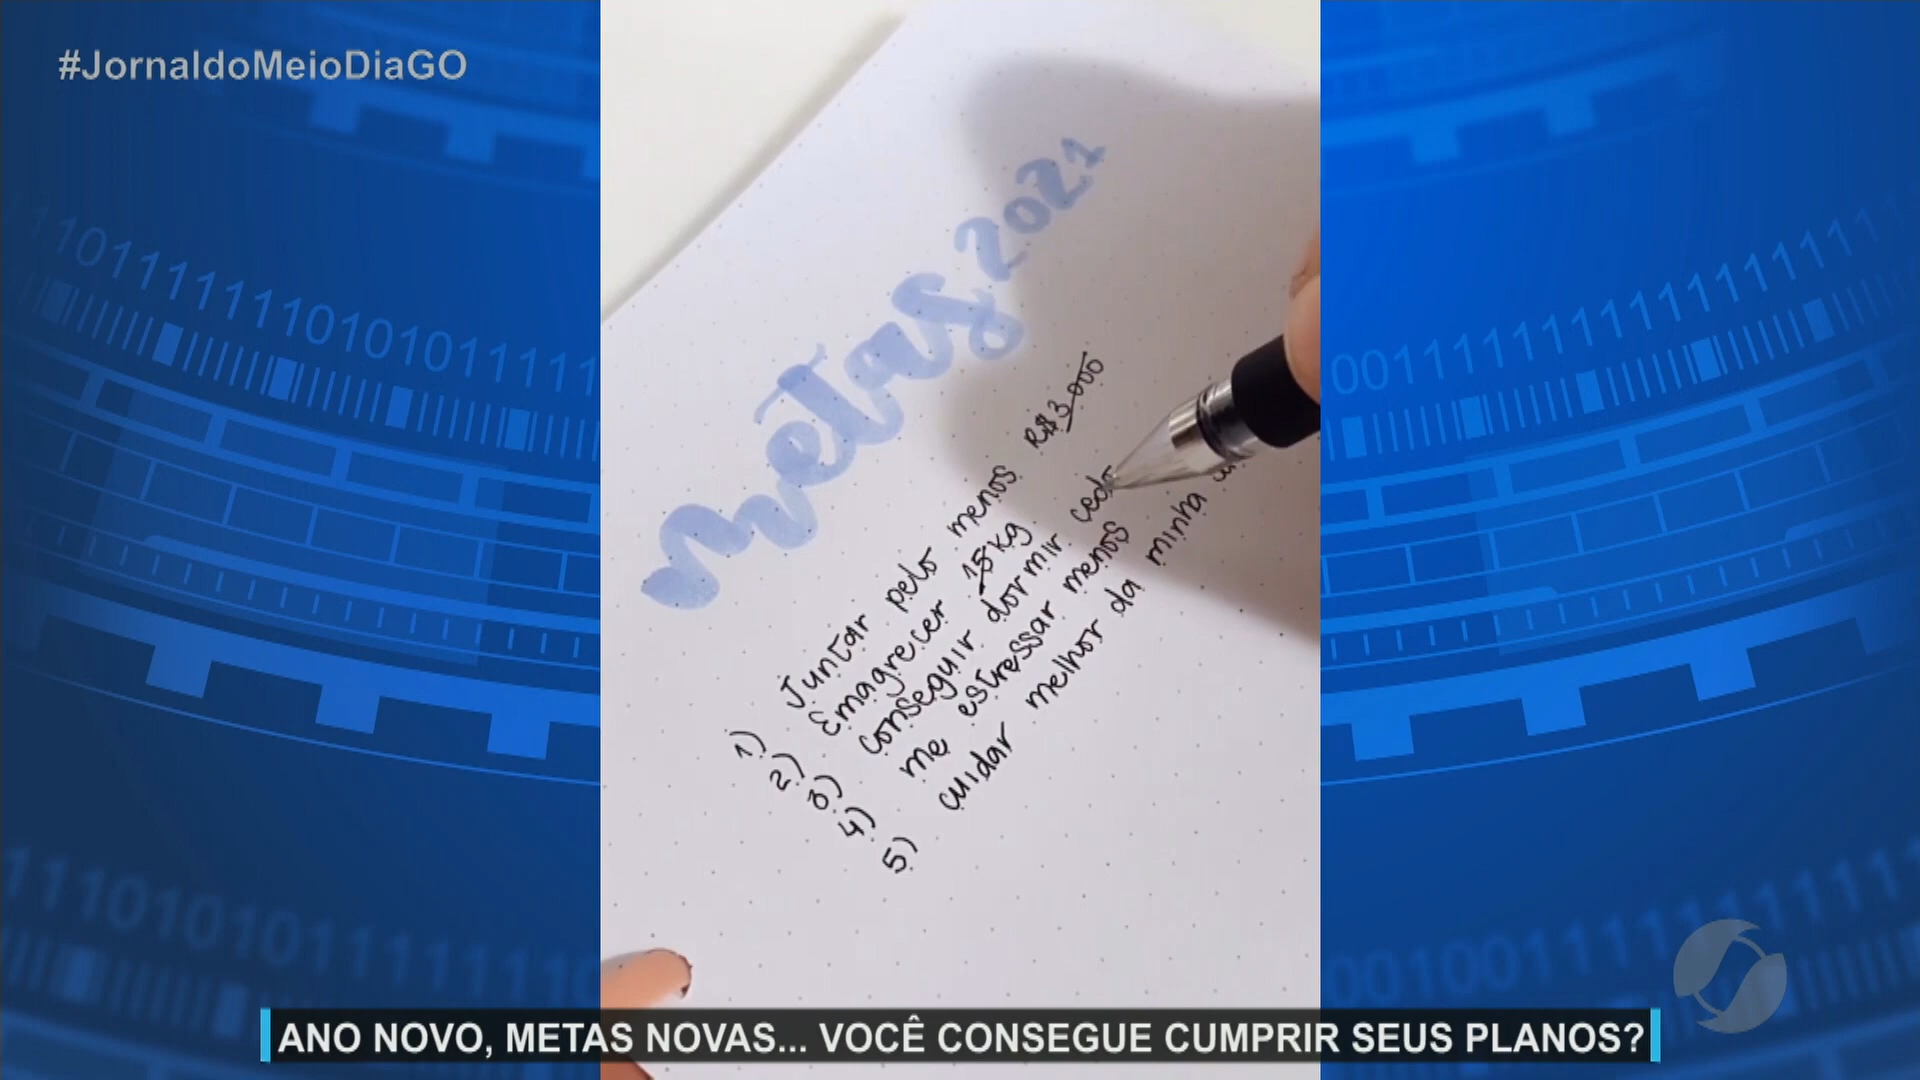 #JornaldoMeioDiaGO
metas 2021
1) Juntar pelo menos R$3.000
2) Emagrecer 15kg
3) conseguir dormir cedo
4) me estressar menos
5) cuidar melhor da minha
ANO NOVO, METAS NOVAS... VOCÊ CONSEGUE CUMPRIR SEUS PLANOS?